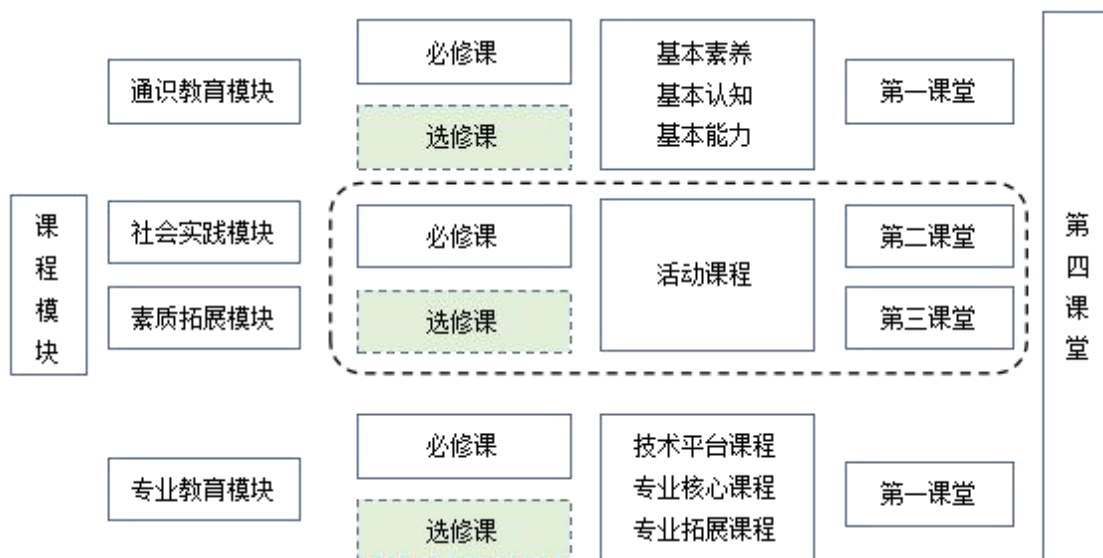 课程模块
通识教育模块
必修课
选修课
基本素养
基本认知
基本能力
第一课堂
社会实践模块
素质拓展模块
必修课
选修课
活动课程
第二课堂
第三课堂
专业教育模块
必修课
选修课
技术平台课程
专业核心课程
专业拓展课程
第一课堂
第四课堂